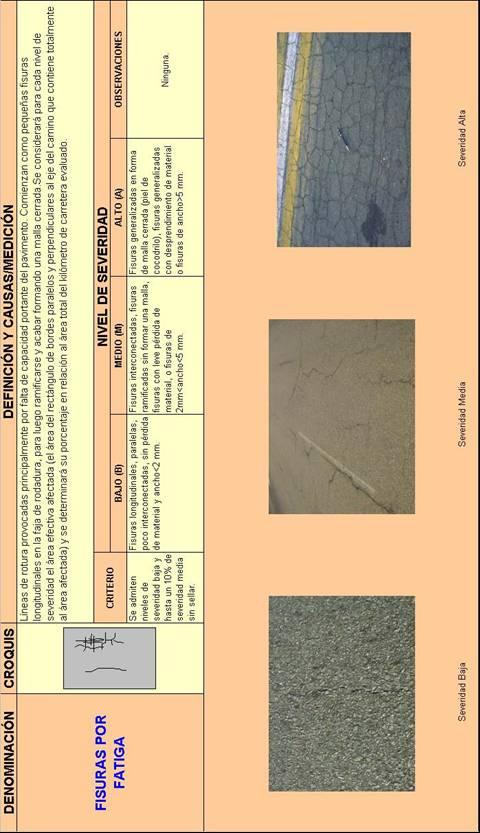 DENOMINACIÓN
CROQUIS
DEFINICIÓN Y CAUSAS/MEDICIÓN
FISURAS POR
FATIGA
Líneas de rotura provocadas principalmente por falta de capacidad portante del pavimento. Comienzan como pequeñas fisuras
longitudinales en la faja de rodadura, para luego ramificarse y acabar formando una malla cerrada.Se considerará para cada nivel de
severidad el área efectiva afectada (el área del rectángulo de bordes paralelos y perpendiculares al eje del camino que contiene totalmente
al área afectada) y se determinará su porcentaje en relación al área total del kilómetro de carretera evaluado.
CRITERIO
NIVEL DE SEVERIDAD
BAJO (B)
MEDIO (M)
ALTO (A)
OBSERVACIONES
Se admiten
niveles de
severidad baja y
hasta un 10% de
severidad media
sin sellar.
Fisuras longitudinales, paralelas,
poco interconectadas, sin pérdida
de material y ancho<2 mm.
Fisuras interconectadas, fisuras
ramificadas sin formar una malla,
fisuras con leve pérdida de
material, o fisuras de
2mm<ancho<5 mm.
Fisuras generalizadas en forma
de malla cerrada (piel de
cocodrilo), fisuras generalizadas
con desprendimiento de material
o fisuras de ancho>5 mm.
Ninguna.
Severidad Baja
Severidad Media
Severidad Alta